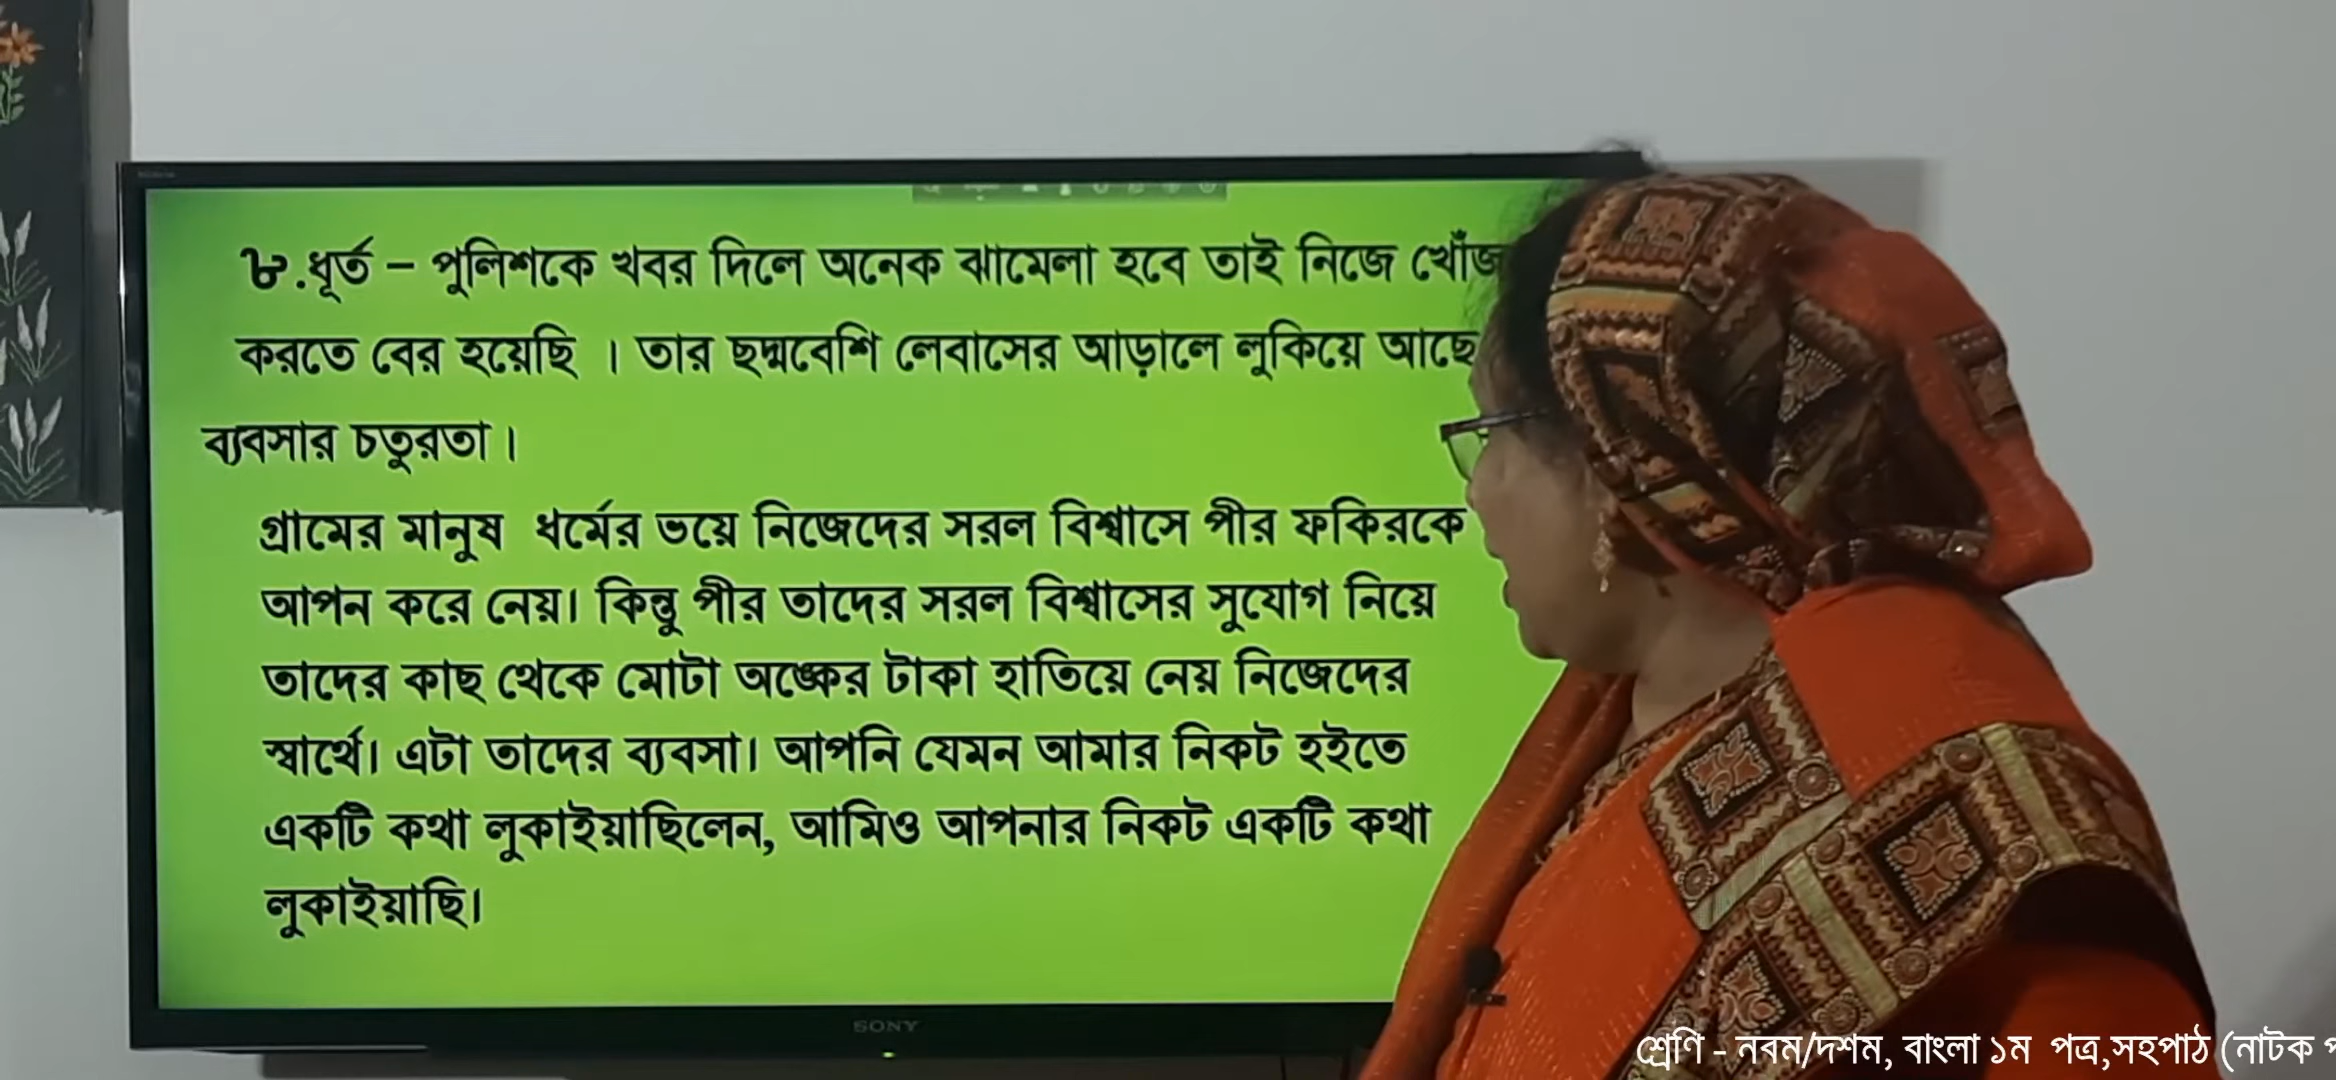 ৮.ধূর্ত – পুলিশকে খবর দিলে অনেক ঝামেলা হবে তাই নিজে খোঁজ
করতে বের হয়েছি । তার ছদ্মবেশি লেবাসের আড়ালে লুকিয়ে আছে
ব্যবসার চতুরতা।
গ্রামের মানুষ ধর্মের ভয়ে নিজেদের সরল বিশ্বাসে পীর ফকিরকে
আপন করে নেয়। কিন্তু পীর তাদের সরল বিশ্বাসের সুযোগ নিয়ে
তাদের কাছ থেকে মোটা অঙ্কের টাকা হাতিয়ে নেয় নিজেদের
স্বার্থে। এটা তাদের ব্যবসা। আপনি যেমন আমার নিকট হইতে
একটি কথা লুকাইয়াছিলেন, আমিও আপনার নিকট একটি কথা
লুকাইয়াছি।
SONY
শ্রেণি - নবম/দশম, বাংলা ১ম পত্র,সহপাঠ (নাটক